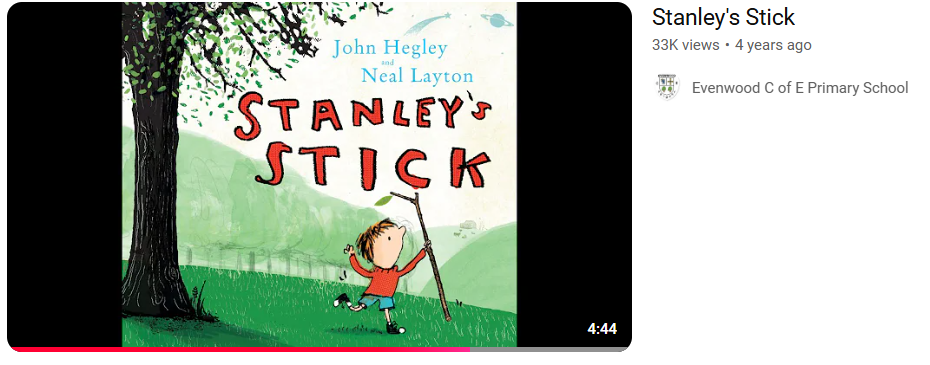 John Hegley
and
Neal Layton
STANLEY'S
STICK
4:44
Stanley's Stick
33K views • 4 years ago
Evenwood C of E Primary School